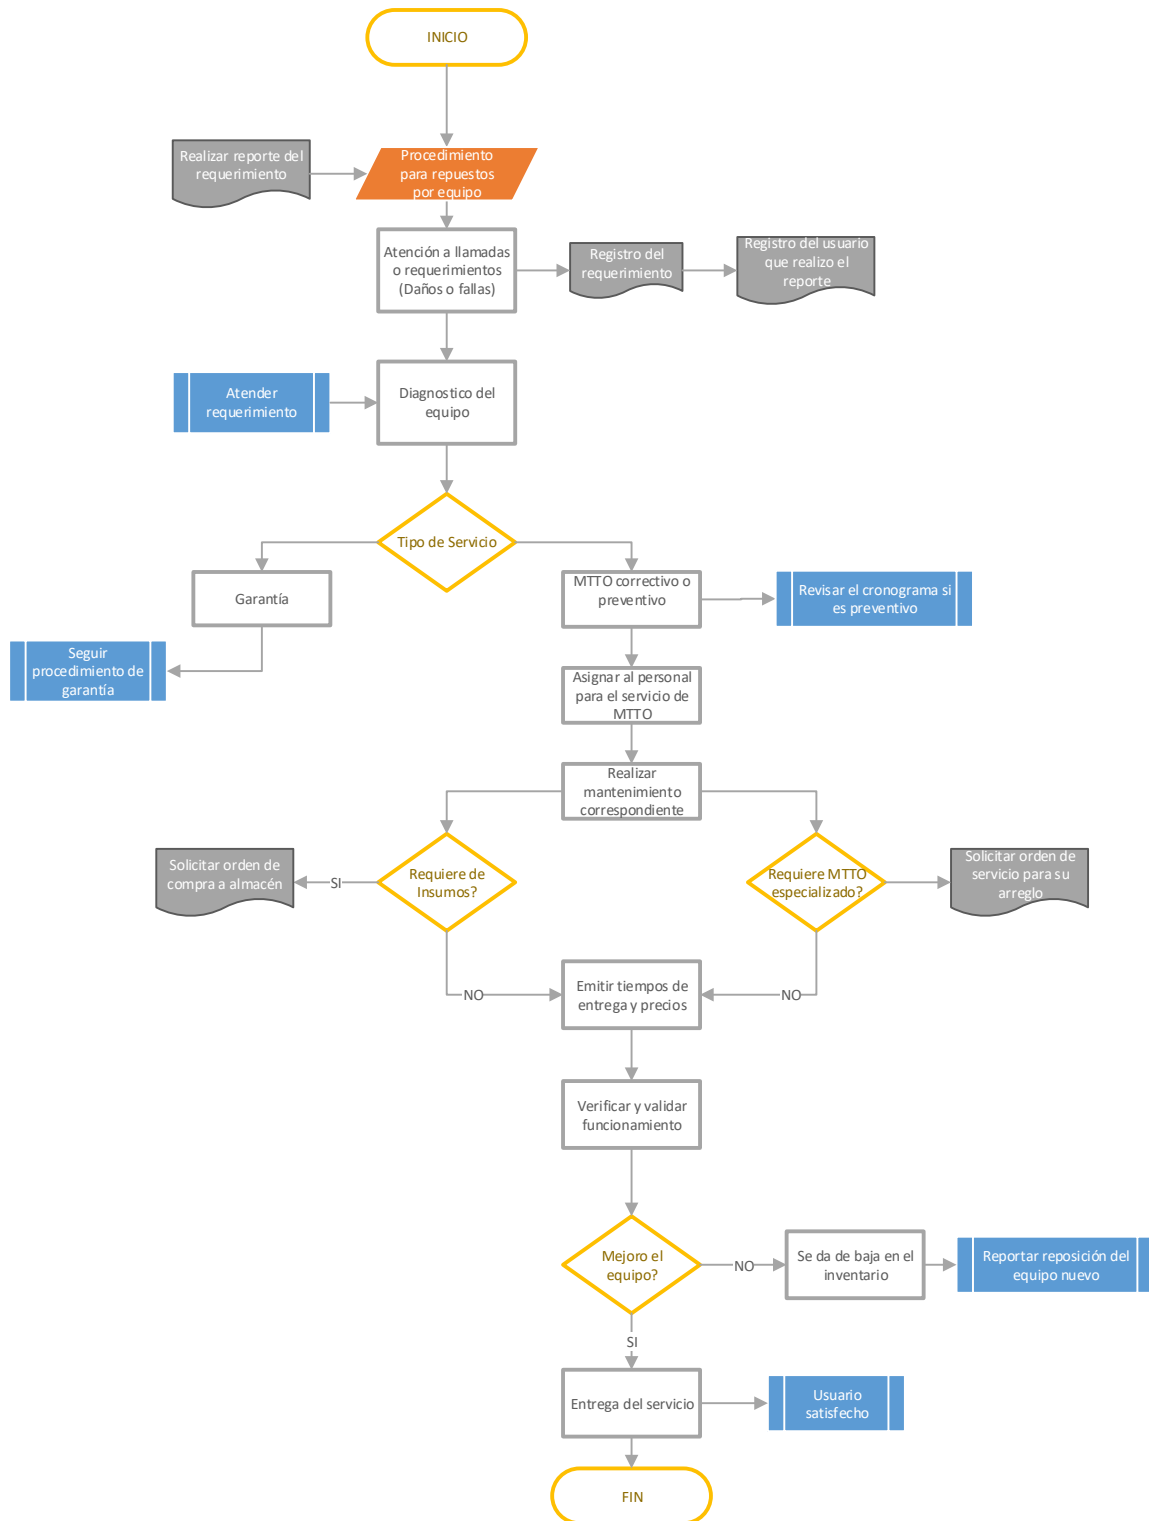 INICIO
Realizar reporte del
requerimiento
Procedimiento
para repuestos
por equipo
Atención a llamadas
o requerimientos
(Daños o fallas)
Registro del
requerimiento
Registro del usuario
que realizo el
reporte
Atender
requerimiento
Diagnostico del
equipo
Tipo de Servicio
Garantía
MTTO correctivo o
preventivo
Revisar el cronograma si
es preventivo
Seguir
procedimiento de
garantía
Asignar al personal
para el servicio de
MTTO
Realizar
mantenimiento
correspondiente
Solicitar orden de
compra a almacén
SI
Requiere de
Insumos?
Requiere MTTO
especializado?
Solicitar orden de
servicio para su
arreglo
NO
Emitir tiempos de
entrega y precios
NO
Verificar y validar
funcionamiento
Mejoro el
equipo?
NO
Se da de baja en el
inventario
Reportar reposición del
equipo nuevo
SI
Entrega del servicio
Usuario
satisfecho
FIN